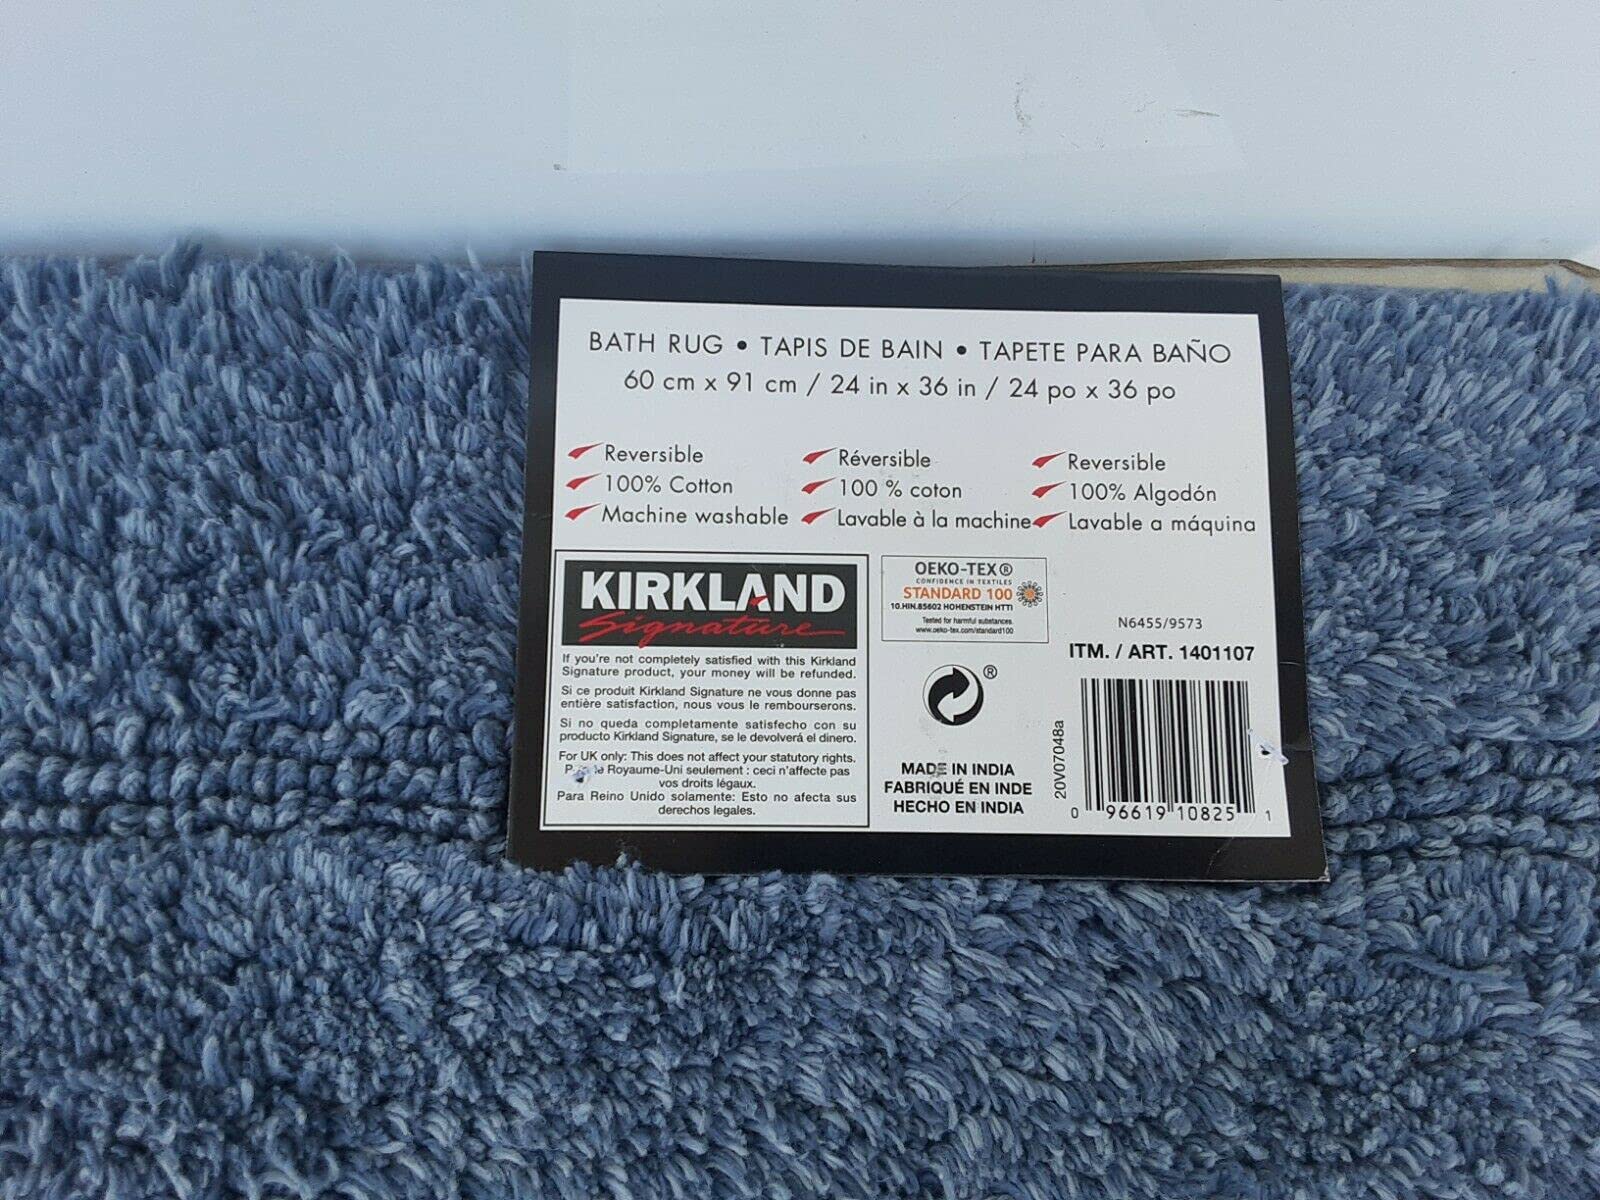 BATH RUG • TAPIS DE BAIN • TAPETE PARA BAÑO
60 cm x 91 cm / 24 in x 36 in / 24 po x 36 po
Reversible
100% Cotton
Machine washable
Réversible
100 % coton
Lavable à la machine
Reversible
100% Algodón
Lavable a máquina
KIRKLAND
Signature
If you're not completely satisfied with this Kirkland
Signature product, your money will be refunded.
Si ce produit Kirkland Signature ne vous donne pas
entière satisfaction, nous vous le rembourserons.
Si no queda completamente satisfecho con su
producto Kirkland Signature, se le devolverá el dinero.
For UK only: This does not affect your statutory rights.
Royaume-Uni seulement : ceci n'affecte pas
vos droits légaux.
Para Reino Unido solamente: Esto no afecta sus
derechos legales.
OEKO-TEX®
CONFIDENCE IN TEXTILES
STANDARD 100
10.HIN.85602 HOHENSTEIN HTTI
Tested for harmful substances.
www.oeko-tex.com/standard100
®
MADE IN INDIA
FABRIQUÉ EN INDE
HECHO EN INDIA
N6455/9573
ITM. / ART. 1401107
20V07048a
0 96619 10825 1